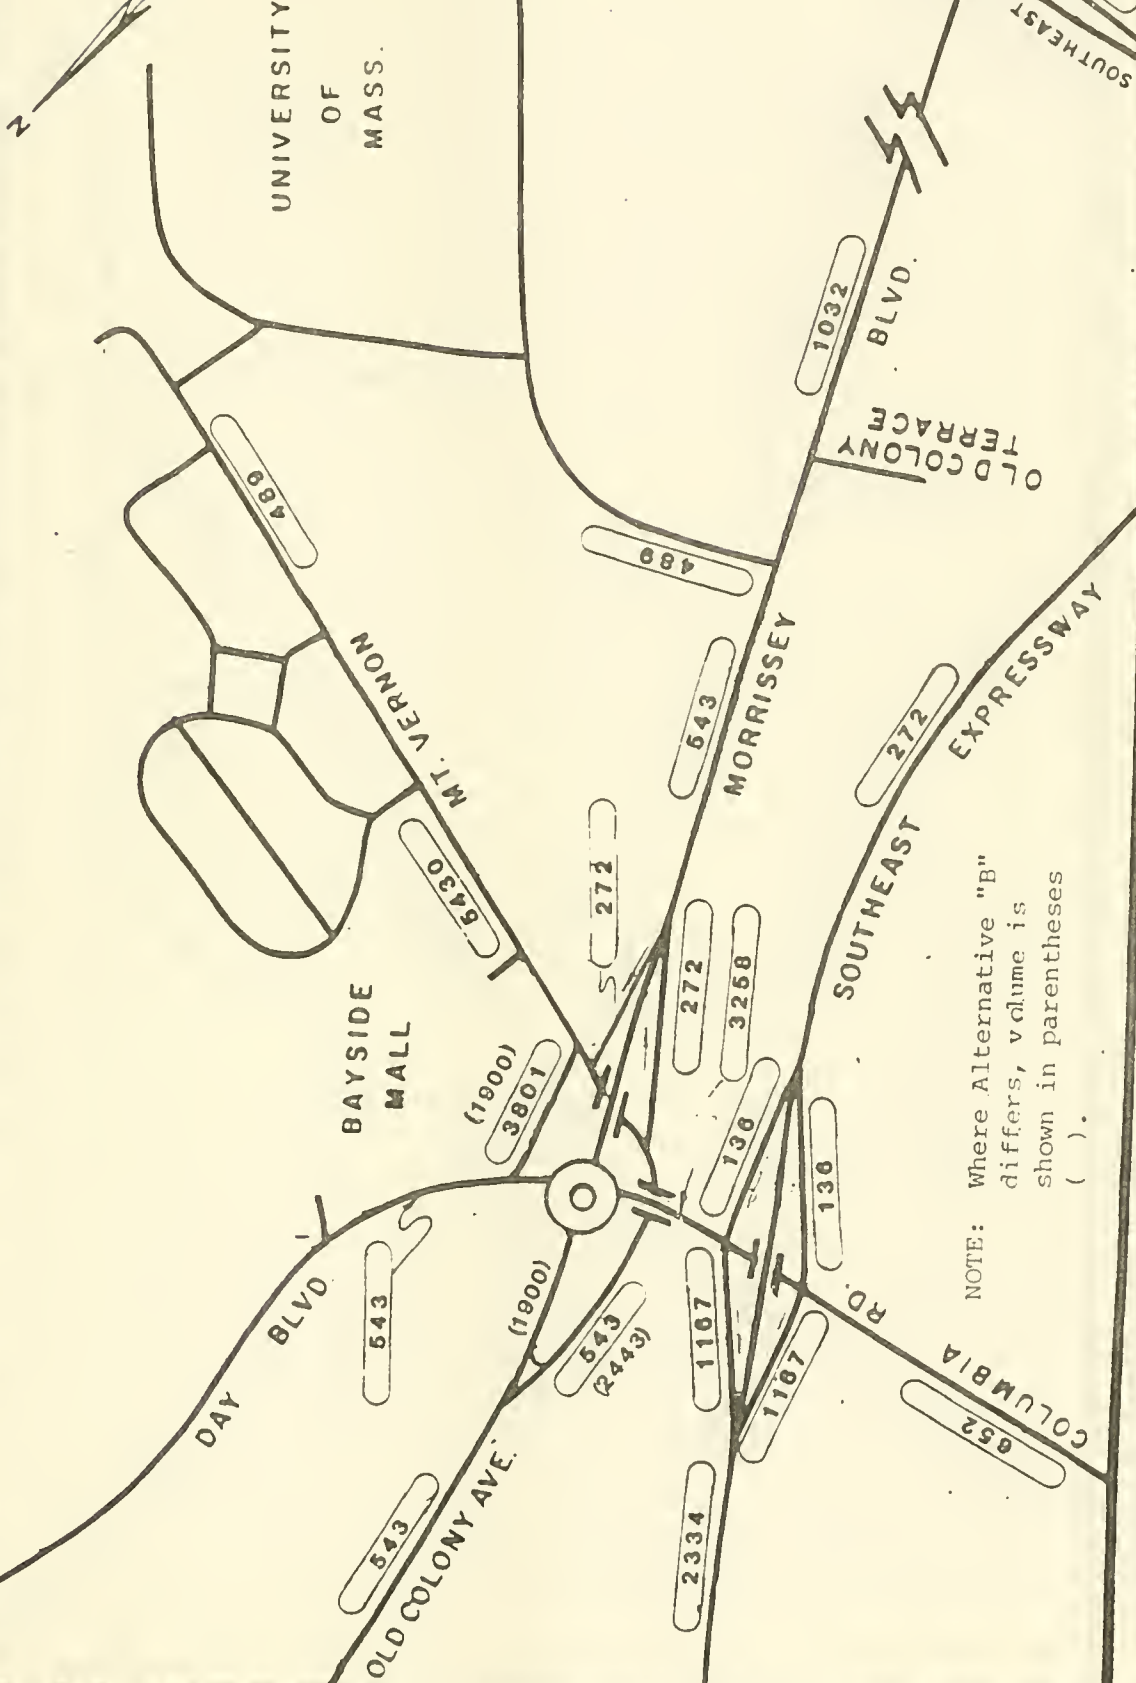 N
UNIVERSITY
OF
MASS.
SOUTHEAST
1032
BLVD.
OLD COLONY
TERRACE
489
489
MT. VERNON
543
MORRISSEY
272
EXPRESSWAY
SOUTHEAST
5430
272
272
3258
BAYSIDE
MALL
(1900)
3801
136
136
DAY
BLVD
543
(1900)
543
(2443)
1167
1167
COLUMBIA
RD.
652
543
OLD COLONY AVE.
2334
NOTE: Where Alternative "B"
differs, volume is
shown in parentheses
( ).